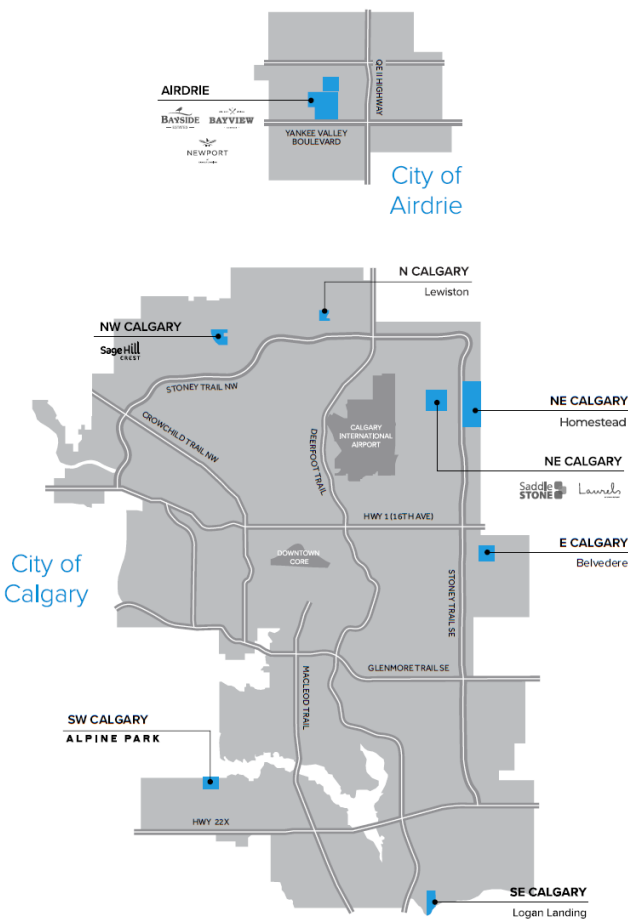 QE II HIGHWAY
AIRDRIE
BAYSIDE
BAYVIEW
NEWPORT
YANKEE VALLEY
BOULEVARD
City of
Airdrie
N CALGARY
Lewiston
NW CALGARY
Sage Hill
CREST
STONEY TRAIL NW
CROWCHILD TRAIL NW
DEERFOOT TRAIL
CALGARY
INTERNATIONAL
AIRPORT
NE CALGARY
Homestead
NE CALGARY
Saddle
STONE
Laurels
HWY 1 (16TH AVE)
DOWNTOWN
CORE
E CALGARY
Belvedere
City of
Calgary
STONEY TRAIL SE
GLENMORE TRAIL SE
MACLEOD TRAIL
SW CALGARY
ALPINE PARK
HWY 22X
SE CALGARY
Logan Landing